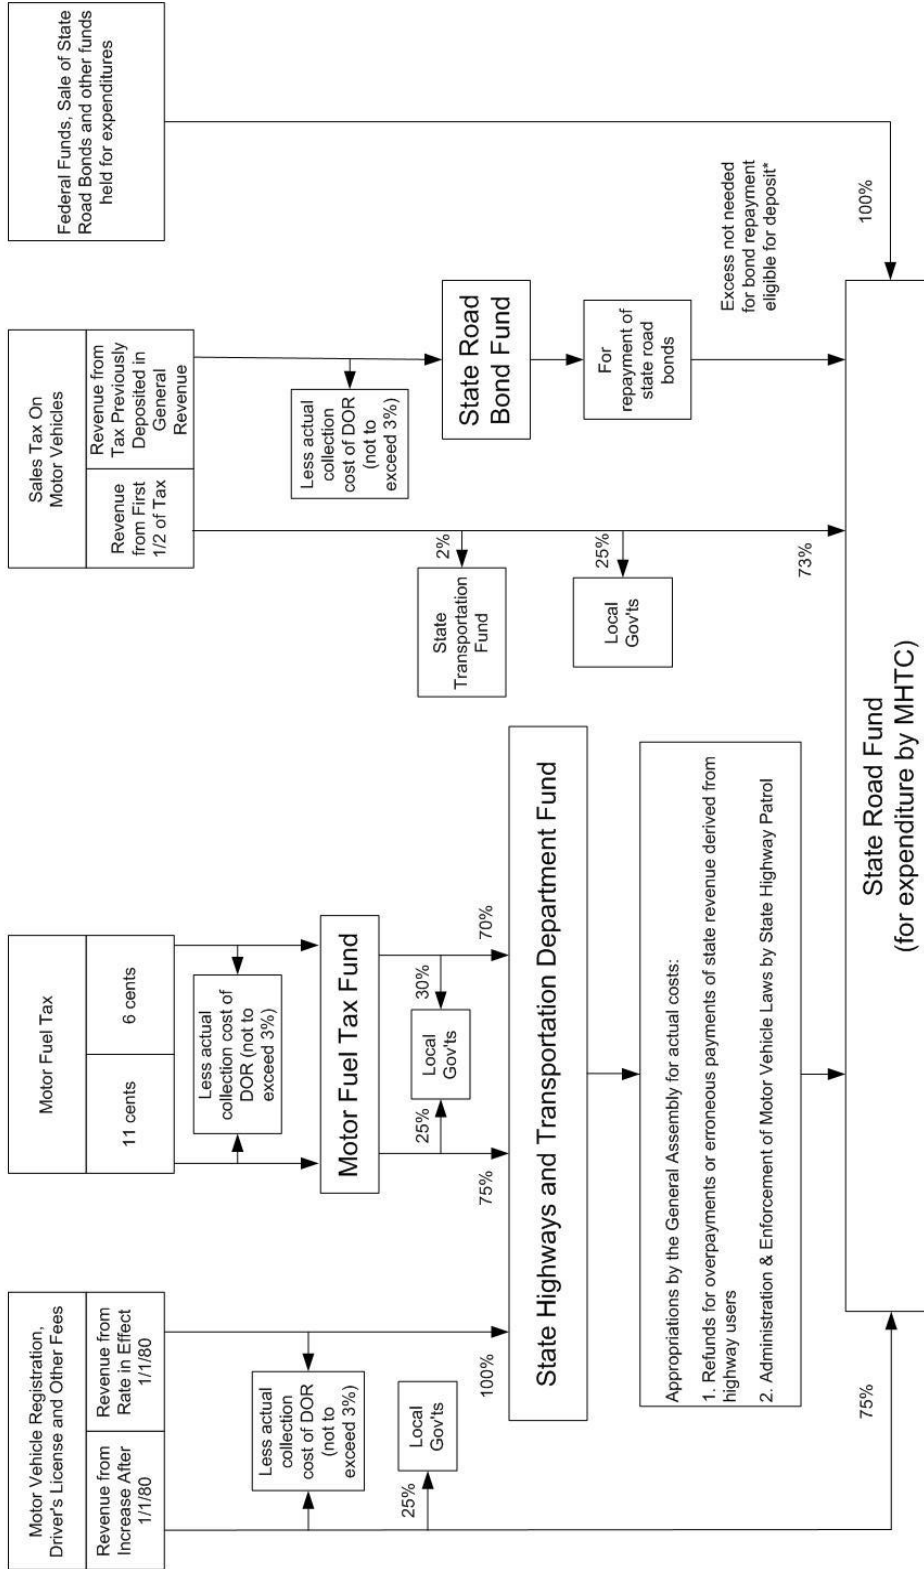 Motor Vehicle Registration,
Driver's License and Other Fees
Revenue from
Increase After
1/1/80
Revenue from
Rate in Effect
1/1/80
Less actual
collection
cost of DOR
(not to
exceed 3%)
25%
Local
Gov'ts
100%
Motor Fuel Tax
11 cents
6 cents
Less actual
collection cost of
DOR (not to
exceed 3%)
Motor Fuel Tax Fund
25%
Local
Gov'ts
30%
75%
70%
State Highways and Transportation Department Fund
Appropriations by the General Assembly for actual costs:
1. Refunds for overpayments or erroneous payments of state revenue derived from
highway users
2. Administration & Enforcement of Motor Vehicle Laws by State Highway Patrol
75%
Sales Tax On
Motor Vehicles
Revenue
from First
1/2 of Tax
Revenue from
Tax Previously
Deposited in
General
Revenue
Less actual
collection
cost of DOR
(not to
exceed 3%)
State
Transportation
Fund
2%
State Road
Bond Fund
Local
Gov'ts
25%
For
repayment of
state road
bonds
73%
Excess not needed
for bond repayment
eligible for deposit*
Federal Funds, Sale of State
Road Bonds and other funds
held for expenditures
100%
State Road Fund
(for expenditure by MHTC)